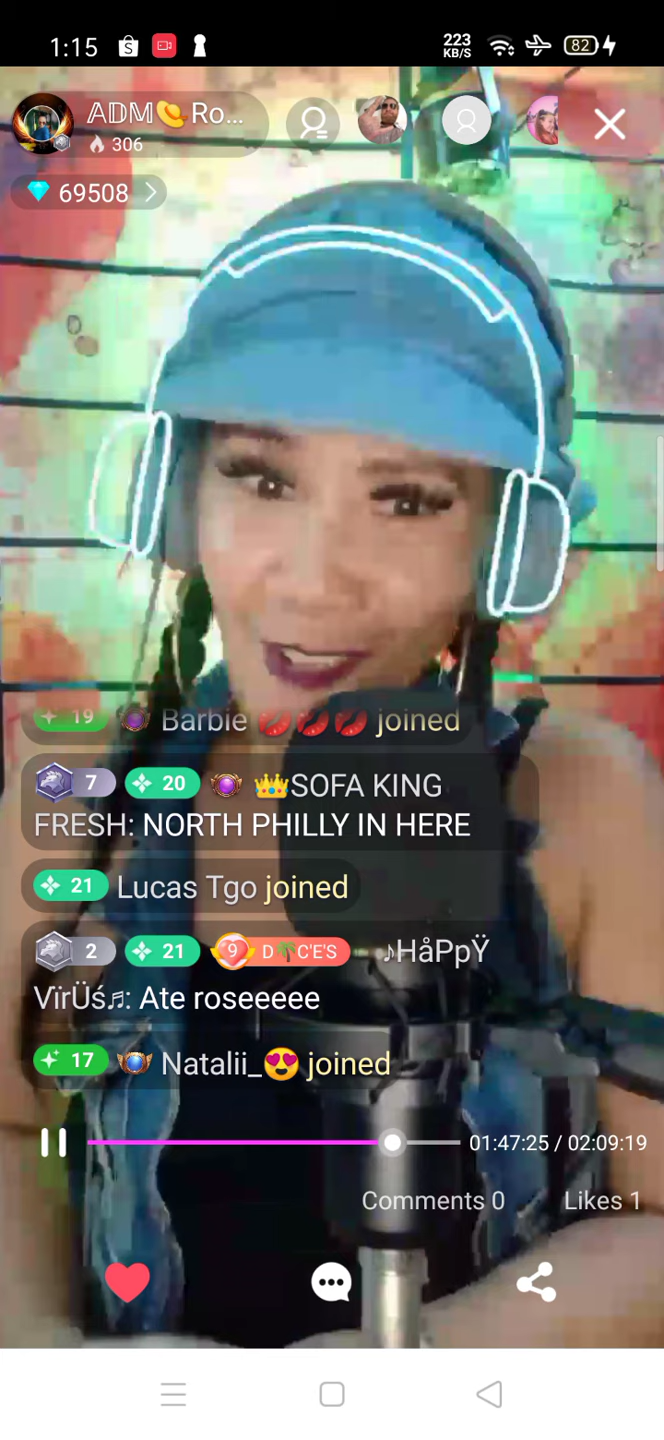 1:15
223
KB/S
82
𝔸𝔻𝕄👒Ro...
306
69508
19 Barbie 💋💋💋 joined
7 20 👑SOFA KING
FRESH: NORTH PHILLY IN HERE
21 Lucas Tgo joined
2 21 9 D🌴C'E'S ♪HåPpŸ
VïrÜś♬: Ate roseeeee
17 Natalii_😍 joined
01:47:25 / 02:09:19
Comments 0 Likes 1